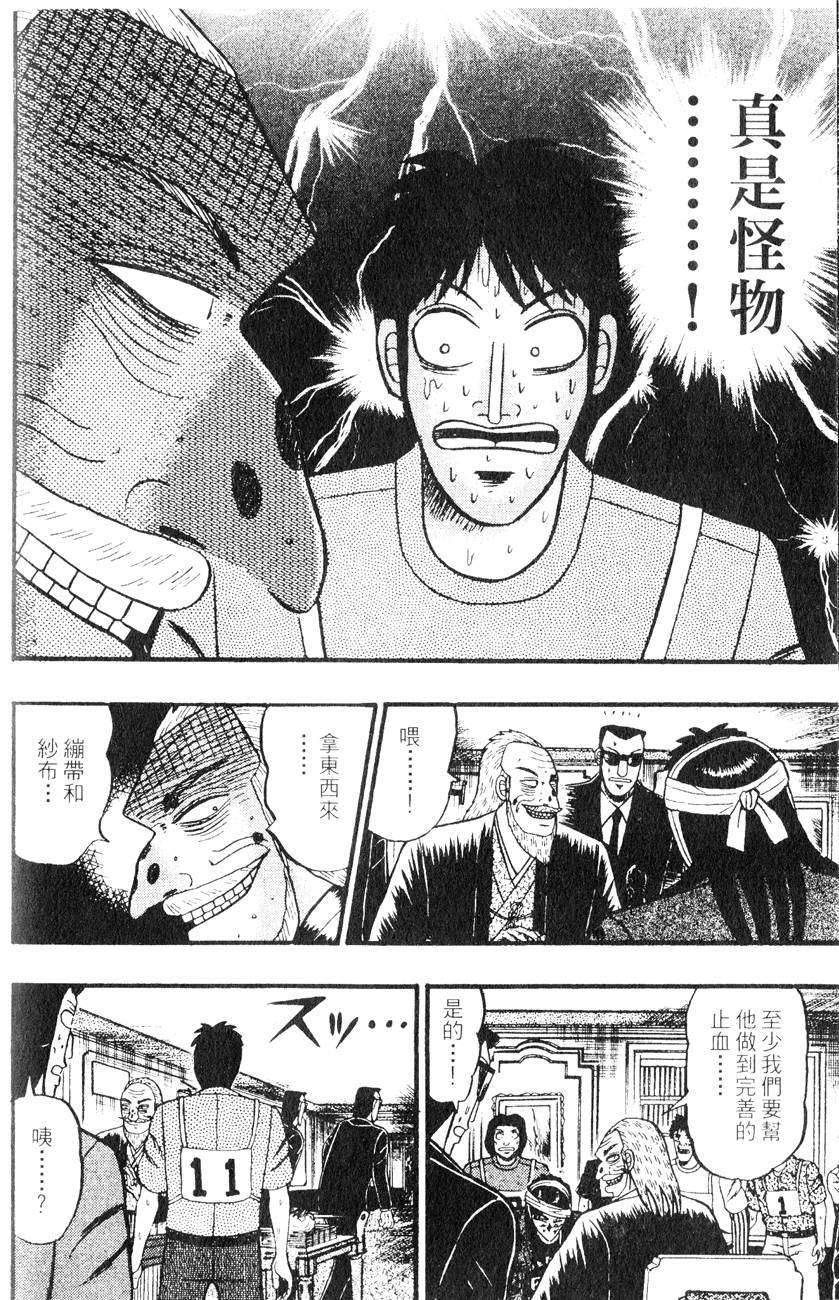 真是怪物
………！
喂……！
拿東西來
……
繃帶和
紗布…
至少我們要幫
他做到完善的
止血……
是的…！
スッ…
咦……？
11
1